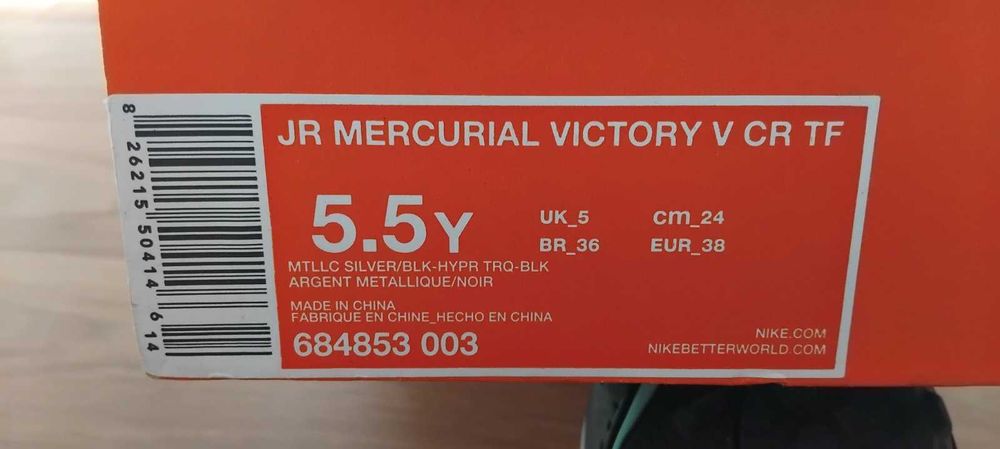 8 26215 50414 6 14
JR MERCURIAL VICTORY V CR TF
5.5Y
UK_5 cm_24
BR_36 EUR_38
MTLLC SILVER/BLK-HYPR TRQ-BLK
ARGENT METALLIQUE/NOIR
MADE IN CHINA
FABRIQUE EN CHINE_HECHO EN CHINA
684853 003
NIKE.COM
NIKEBETTERWORLD.COM